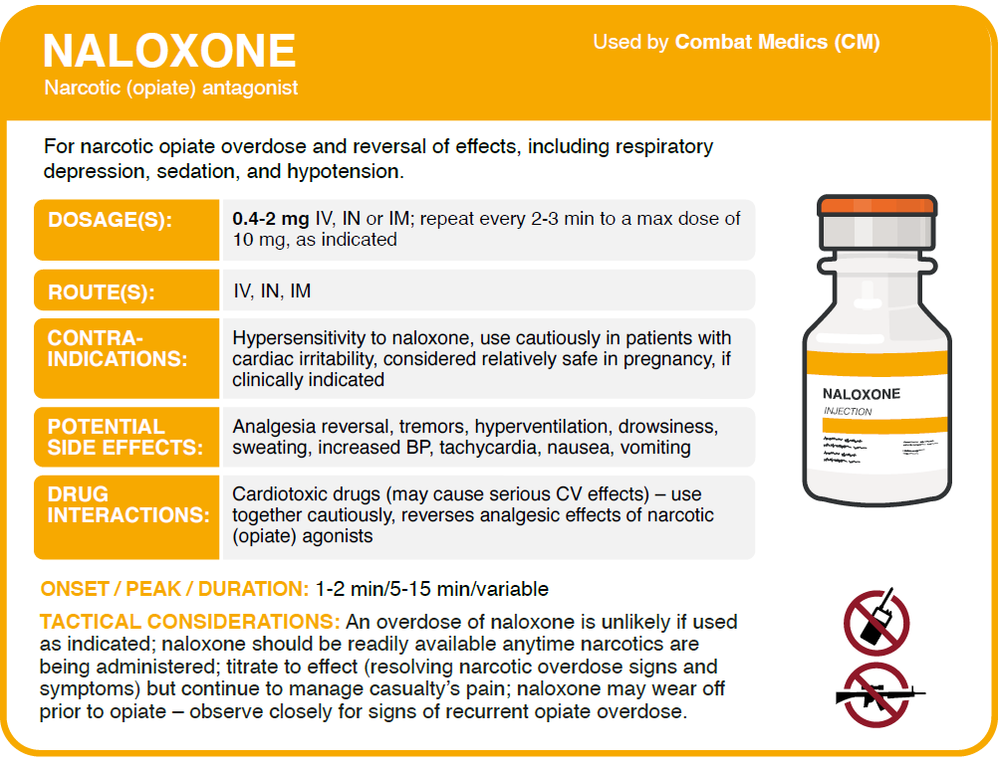 NALOXONE
Used by Combat Medics (CM)
Narcotic (opiate) antagonist
For narcotic opiate overdose and reversal of effects, including respiratory
depression, sedation, and hypotension.
DOSAGE(S):
0.4-2 mg IV, IN or IM; repeat every 2-3 min to a max dose of
10 mg, as indicated
ROUTE(S):
IV, IN, IM
CONTRA-
INDICATIONS:
Hypersensitivity to naloxone, use cautiously in patients with
cardiac irritability, considered relatively safe in pregnancy, if
clinically indicated
POTENTIAL
SIDE EFFECTS:
Analgesia reversal, tremors, hyperventilation, drowsiness,
sweating, increased BP, tachycardia, nausea, vomiting
DRUG
INTERACTIONS:
Cardiotoxic drugs (may cause serious CV effects) – use
together cautiously, reverses analgesic effects of narcotic
(opiate) agonists
ONSET / PEAK / DURATION: 1-2 min/5-15 min/variable
TACTICAL CONSIDERATIONS: An overdose of naloxone is unlikely if used
as indicated; naloxone should be readily available anytime narcotics are
being administered; titrate to effect (resolving narcotic overdose signs and
symptoms) but continue to manage casualty's pain; naloxone may wear off
prior to opiate – observe closely for signs of recurrent opiate overdose.
NALOXONE
INJECTION